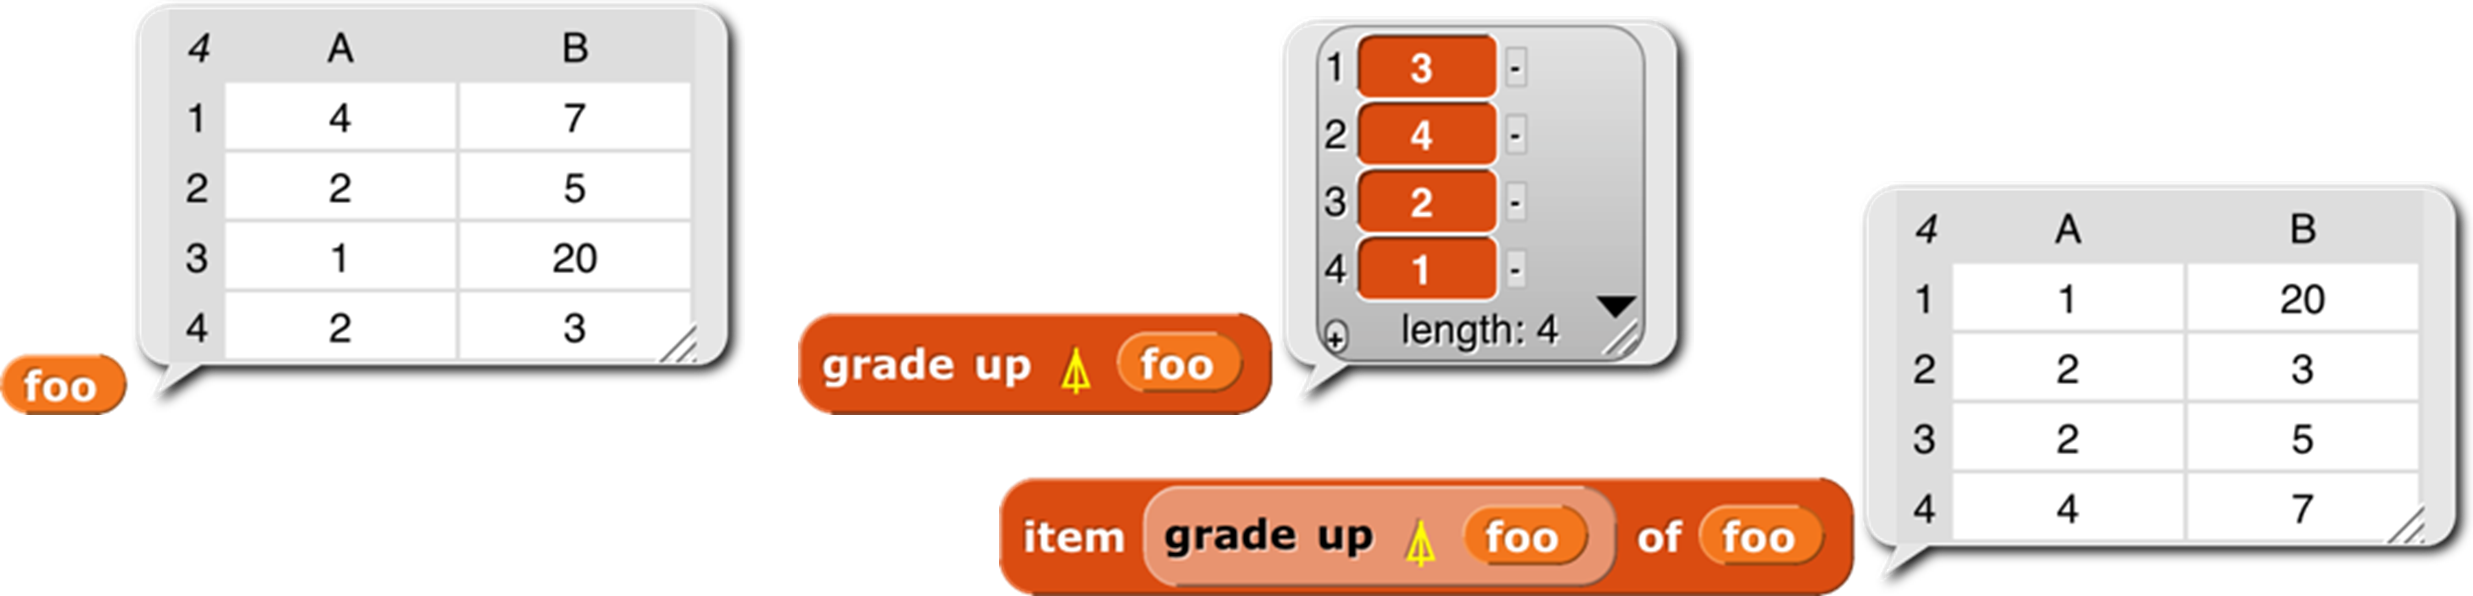 4 A B
1 4 7
2 2 5
3 1 20
4 2 3
foo
grade up ⍋ foo
1 3 -
2 4 -
3 2 -
4 1 -
+ length: 4
item grade up ⍋ foo of foo
4 A B
1 1 20
2 2 3
3 2 5
4 4 7